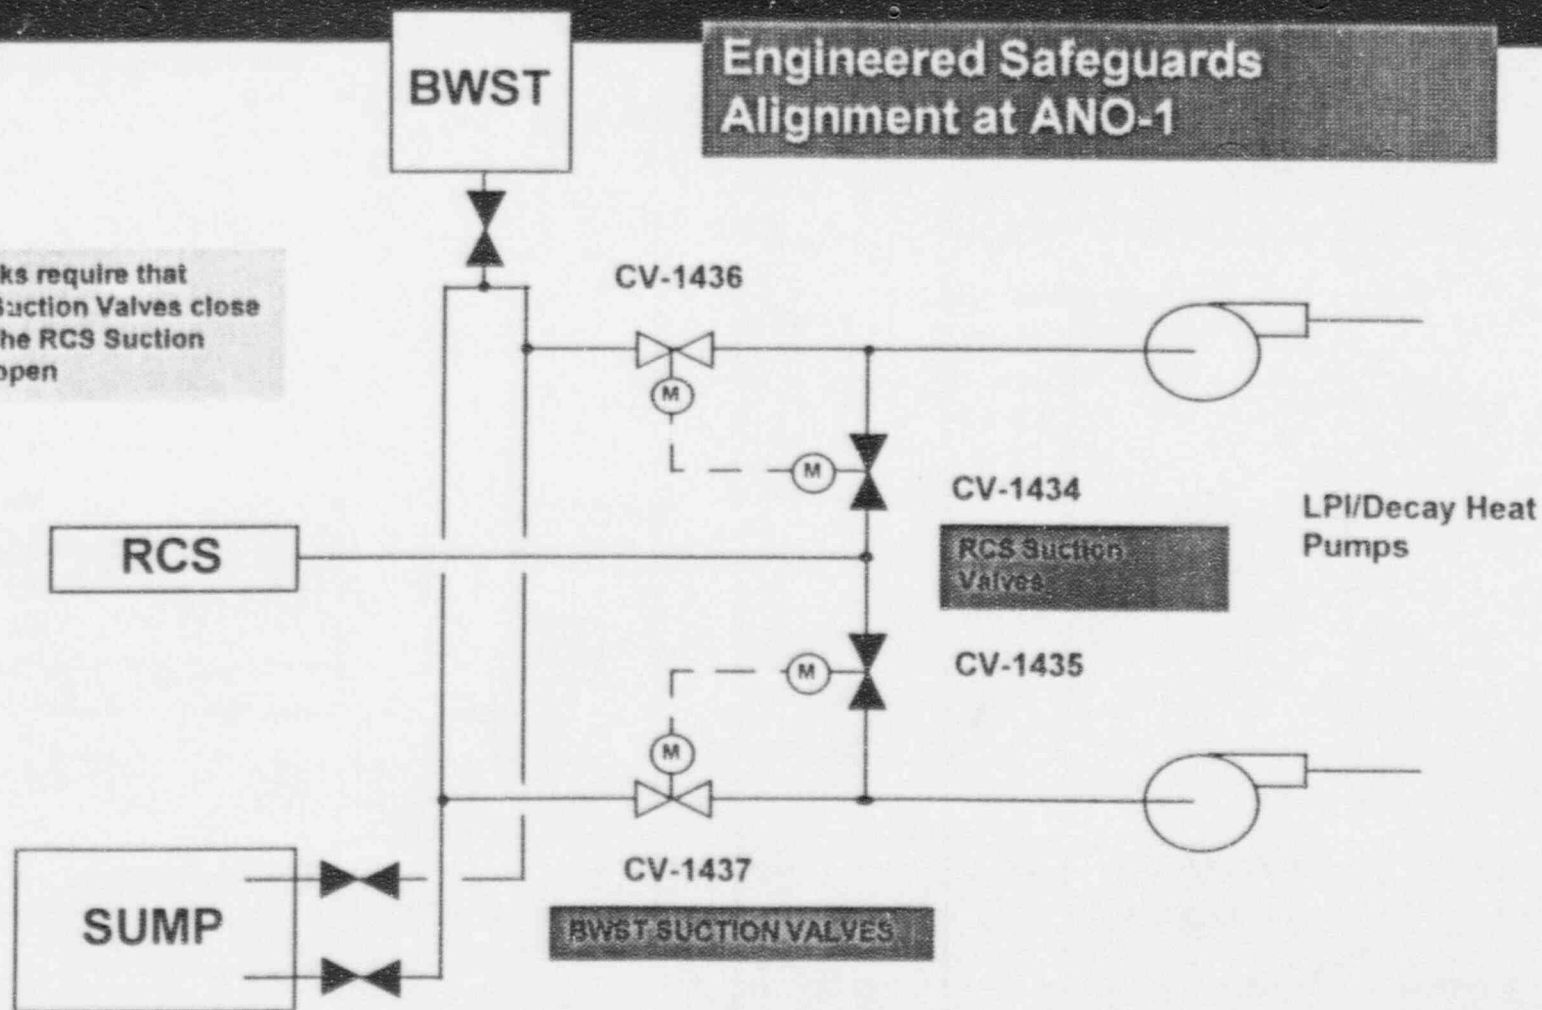 BWST
Engineered Safeguards
Alignment at ANO-1
ks require that
Suction Valves close
he RCS Suction
open
CV-1436
M
M
CV-1434
RCS Suction
Valves
LPI/Decay Heat
Pumps
RCS
CV-1435
M
M
CV-1437
BWST SUCTION VALVES
SUMP